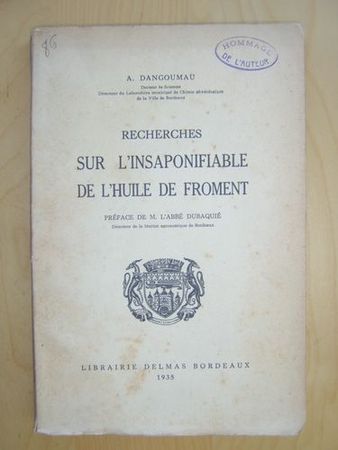 86
HOMMAGE
DE L'AUTEUR
A. DANGOUMAU
Docteur ès Sciences
Directeur du Laboratoire municipal de Chimie physiologique
de la Ville de Bordeaux
RECHERCHES
SUR L'INSAPONIFIABLE
DE L'HUILE DE FROMENT
PRÉFACE DE M. L'ABBÉ DUBAQUIÉ
Directeur de la Station agronomique de Bordeaux
LIBRAIRIE DELMAS BORDEAUX
1935